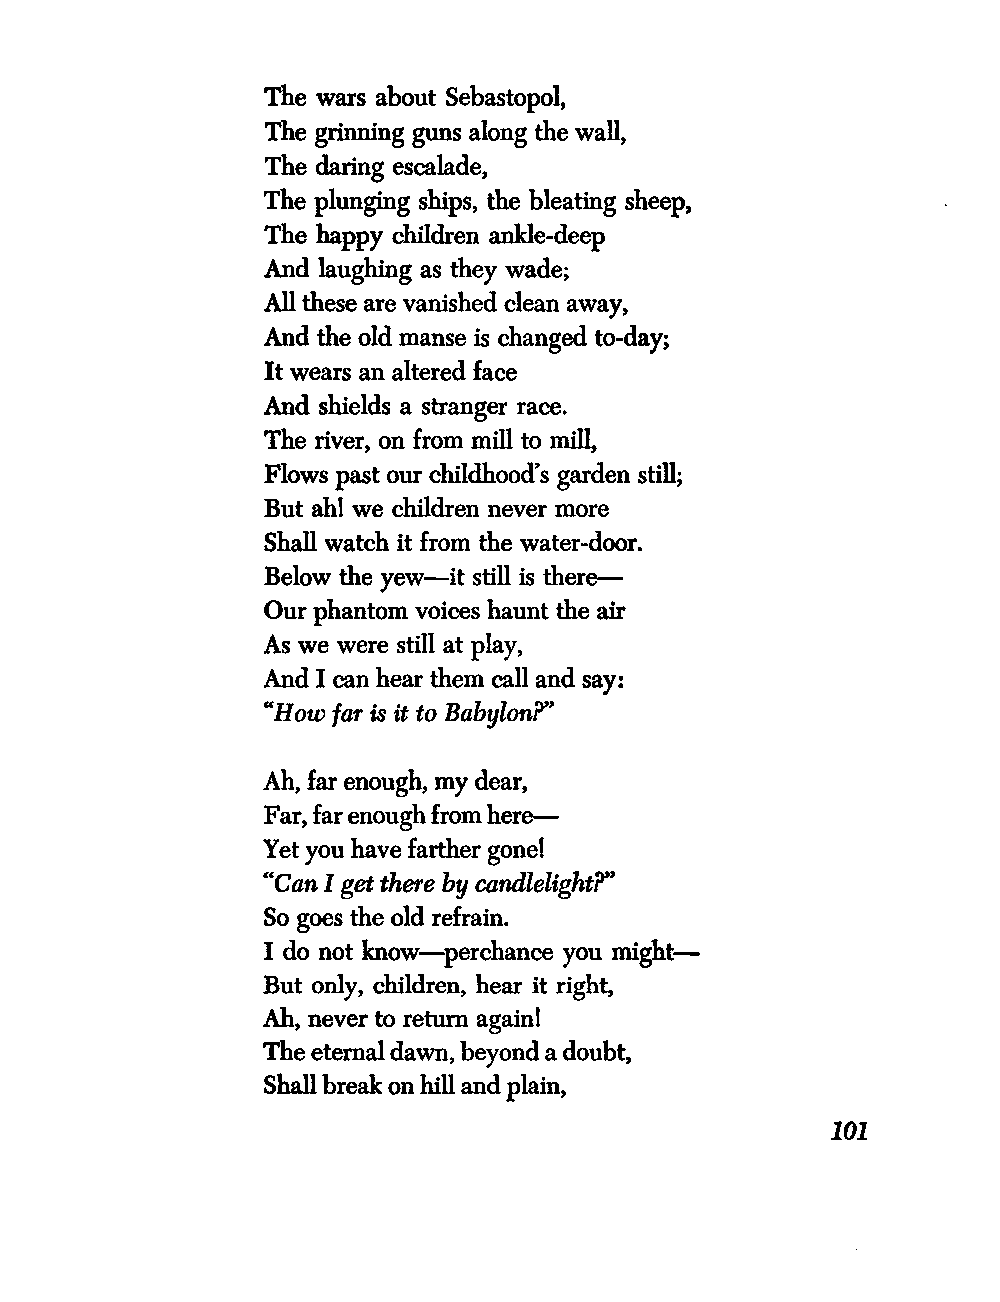 The wars about Sebastopol,
The grinning guns along the wall,
The daring escalade,
The plunging ships, the bleating sheep,
The happy children ankle-deep
And laughing as they wade;
All these are vanished clean away,
And the old manse is changed to-day;
It wears an altered face
And shields a stranger race.
The river, on from mill to mill,
Flows past our childhood's garden still;
But ah! we children never more
Shall watch it from the water-door.
Below the yew—it still is there—
Our phantom voices haunt the air
As we were still at play,
And I can hear them call and say:
“How far is it to Babylon?”

Ah, far enough, my dear,
Far, far enough from here—
Yet you have farther gone!
“Can I get there by candlelight?”
So goes the old refrain.
I do not know—perchance you might—
But only, children, hear it right,
Ah, never to return again!
The eternal dawn, beyond a doubt,
Shall break on hill and plain,
101